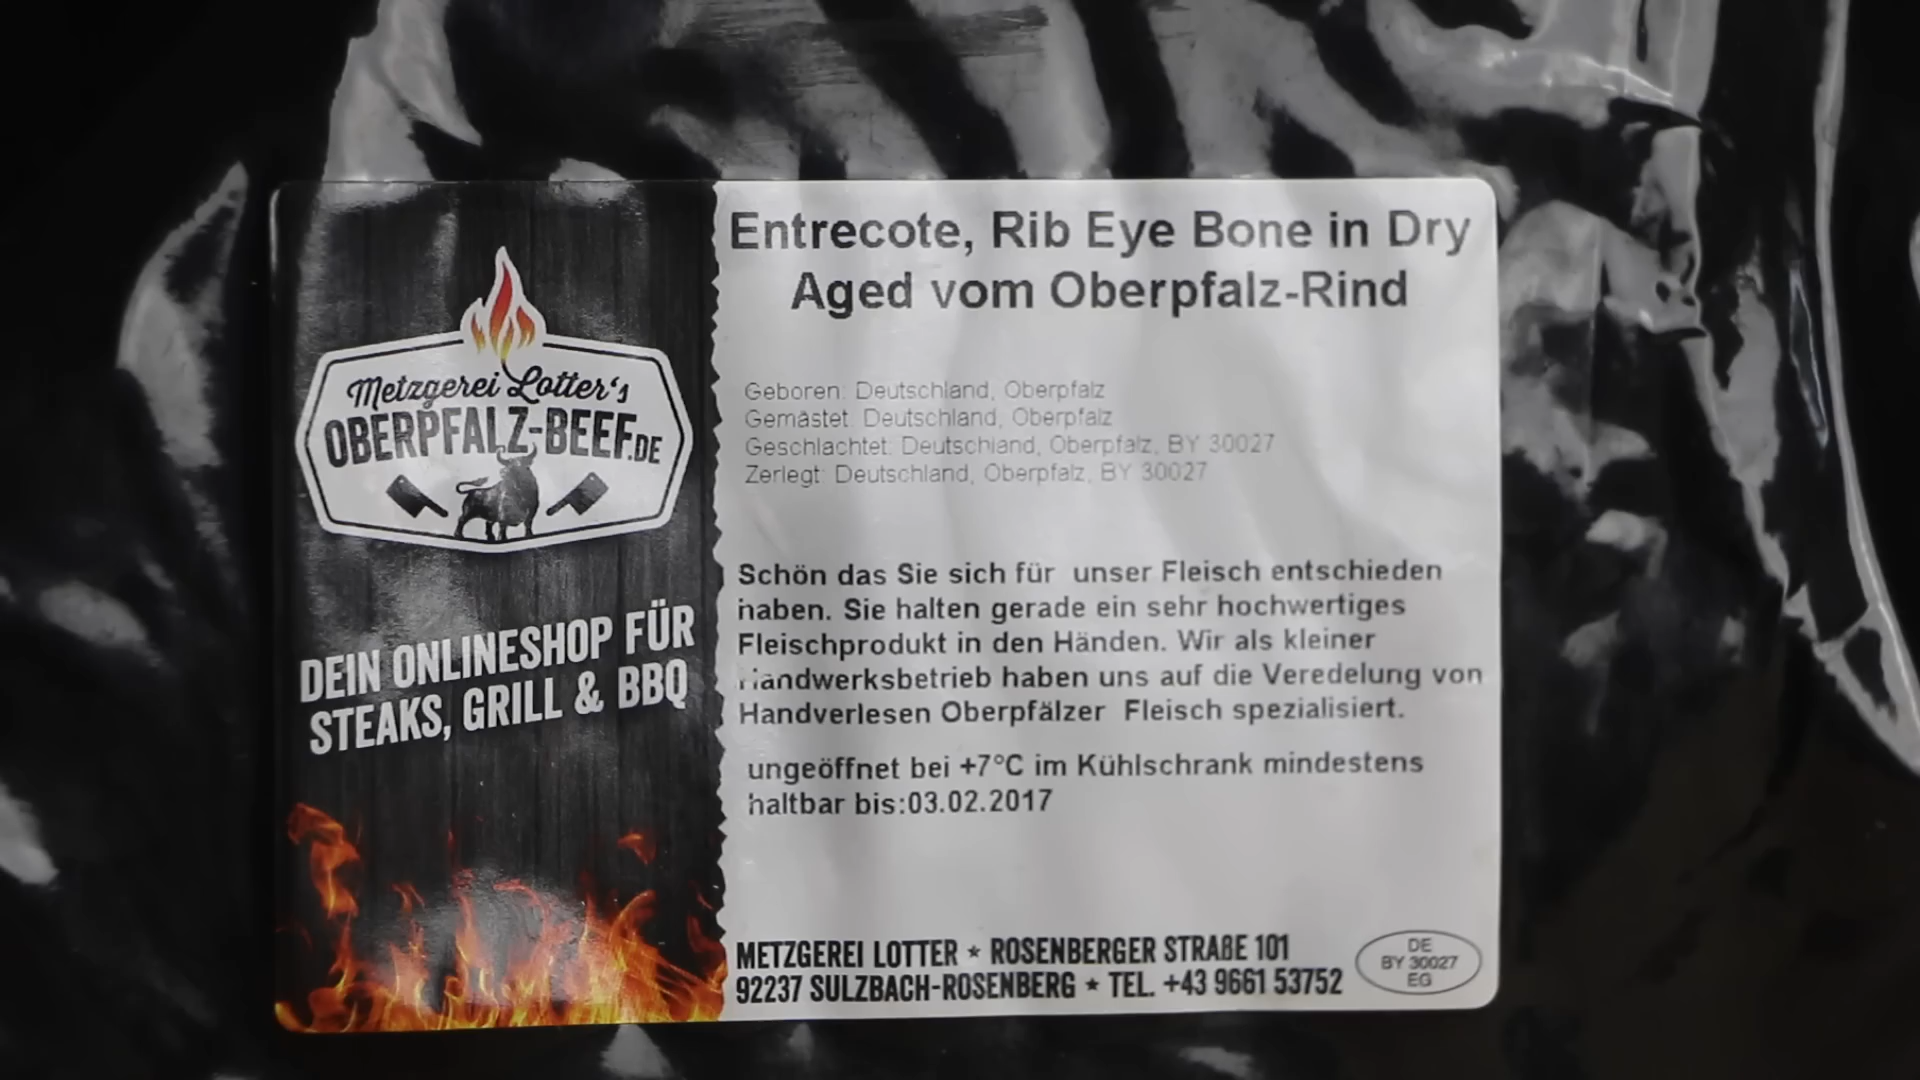 Metzgerei Lotter's
OBERPFALZ-BEEF.DE
DEIN ONLINESHOP FÜR
STEAKS, GRILL & BBQ
Entrecote, Rib Eye Bone in Dry
Aged vom Oberpfalz-Rind
Geboren: Deutschland, Oberpfalz
Gemästet: Deutschland, Oberpfalz
Geschlachtet: Deutschland, Oberpfalz, BY 30027
Zerlegt: Deutschland, Oberpfalz, BY 30027
Schön das Sie sich für unser Fleisch entschieden
haben. Sie halten gerade ein sehr hochwertiges
Fleischprodukt in den Händen. Wir als kleiner
Handwerksbetrieb haben uns auf die Veredelung von
Handverlesen Oberpfälzer Fleisch spezialisiert.
ungeöffnet bei +7°C im Kühlschrank mindestens
haltbar bis:03.02.2017
METZGEREI LOTTER ★ ROSENBERGER STRAßE 101
92237 SULZBACH-ROSENBERG ★ TEL. +43 9661 53752
DE
BY 30027
EG